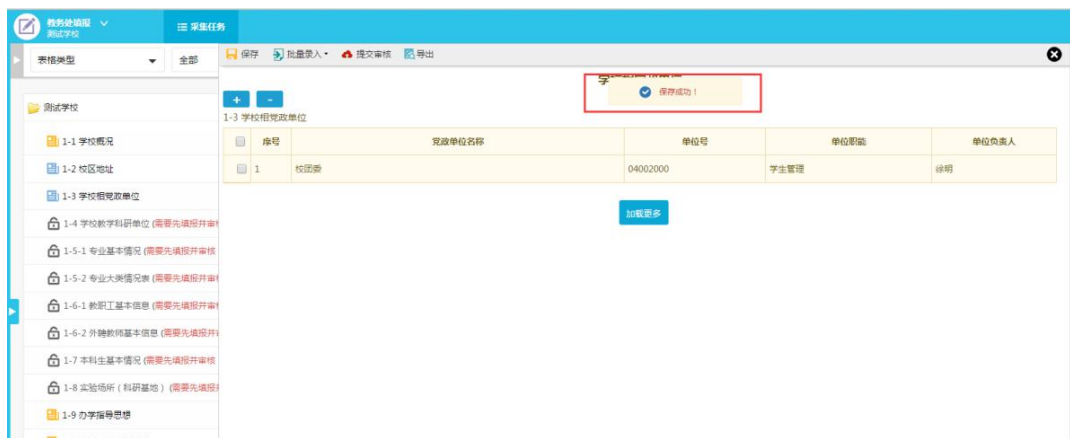 教务处填报
测试学校
采集任务
表格类型
全部
保存 批量录入 提交审核 导出
保存成功！
+ -
1-3 学校相党政单位
序号 党政单位名称 单位号 单位职能 单位负责人
1 校团委 04002000 学生管理 徐明
加载更多
测试学校
1-1 学校概况
1-2 校区地址
1-3 学校相党政单位
1-4 学校教学科研单位 (需要先填报并审
1-5-1 专业基本情况 (需要先填报并审核
1-5-2 专业大类情况表 (需要先填报并审
1-6-1 教职工基本信息 (需要先填报并审
1-6-2 外聘教师基本信息 (需要先填报并
1-7 本科生基本情况 (需要先填报并审核
1-8 实验场所（科研基地） (需要先填报
1-9 办学指导思想